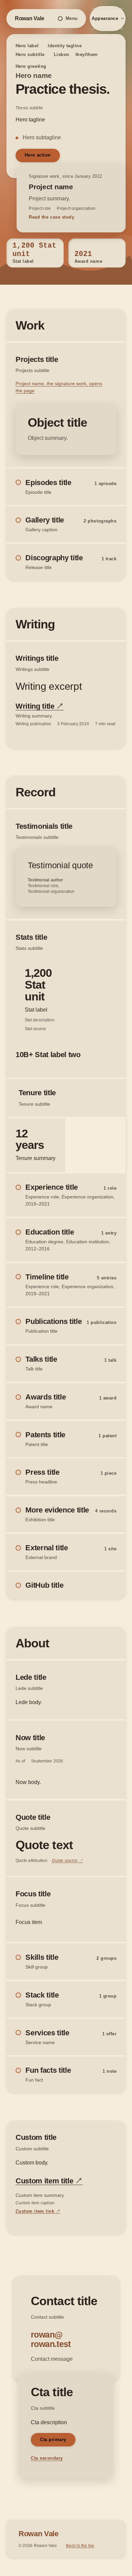 Rowan Vale
Menu
Appearance
Hero label Identity tagline
Hero subtitle Lisbon they/them
Hero greeting
Hero name
Practice thesis.
Thesis subtitle
Hero tagline
Hero subtagline
Hero action
Signature work, since January 2022
Project name
Project summary.
Project role Project organization
Read the case study
1,200 Stat
unit
Stat label
2021
Award name
Work
Projects title
Projects subtitle
Project name, the signature work, opens
the page
Object title
Object summary.
Episodes title 1 episode
Episode title
Gallery title 2 photographs
Gallery caption
Discography title 1 track
Release title
Writing
Writings title
Writings subtitle
Writing excerpt
Writing title ↗
Writing summary
Writing publication 3 February 2024 7 min read
Record
Testimonials title
Testimonials subtitle
Testimonial quote
Testimonial author
Testimonial role,
Testimonial organization
Stats title
Stats subtitle
1,200
Stat
unit
Stat label
Stat description
Stat source
10B+ Stat label two
Tenure title
Tenure subtitle
12
years
Tenure summary
Experience title 1 role
Experience role, Experience organization,
2019–2021
Education title 1 entry
Education degree, Education institution,
2012–2016
Timeline title 5 entries
Experience role, Experience organization,
2019–2021
Publications title 1 publication
Publication title
Talks title 1 talk
Talk title
Awards title 1 award
Award name
Patents title 1 patent
Patent title
Press title 1 piece
Press headline
More evidence title 4 records
Exhibition title
External title 1 site
External brand
GitHub title
About
Lede title
Lede subtitle
Lede body.
Now title
Now subtitle
As of September 2026
Now body.
Quote title
Quote subtitle
Quote text
Quote attribution Quote source ↗
Focus title
Focus subtitle
Focus item
Skills title 2 groups
Skill group
Stack title 1 group
Stack group
Services title 1 offer
Service name
Fun facts title 1 note
Fun fact
Custom title
Custom subtitle
Custom body.
Custom item title ↗
Custom item summary
Custom item caption
Custom item link ↗
Contact title
Contact subtitle
rowan@
rowan.test
Contact message
Cta title
Cta subtitle
Cta description
Cta primary
Cta secondary
Rowan Vale
© 2026 Rowan Vale Back to the top